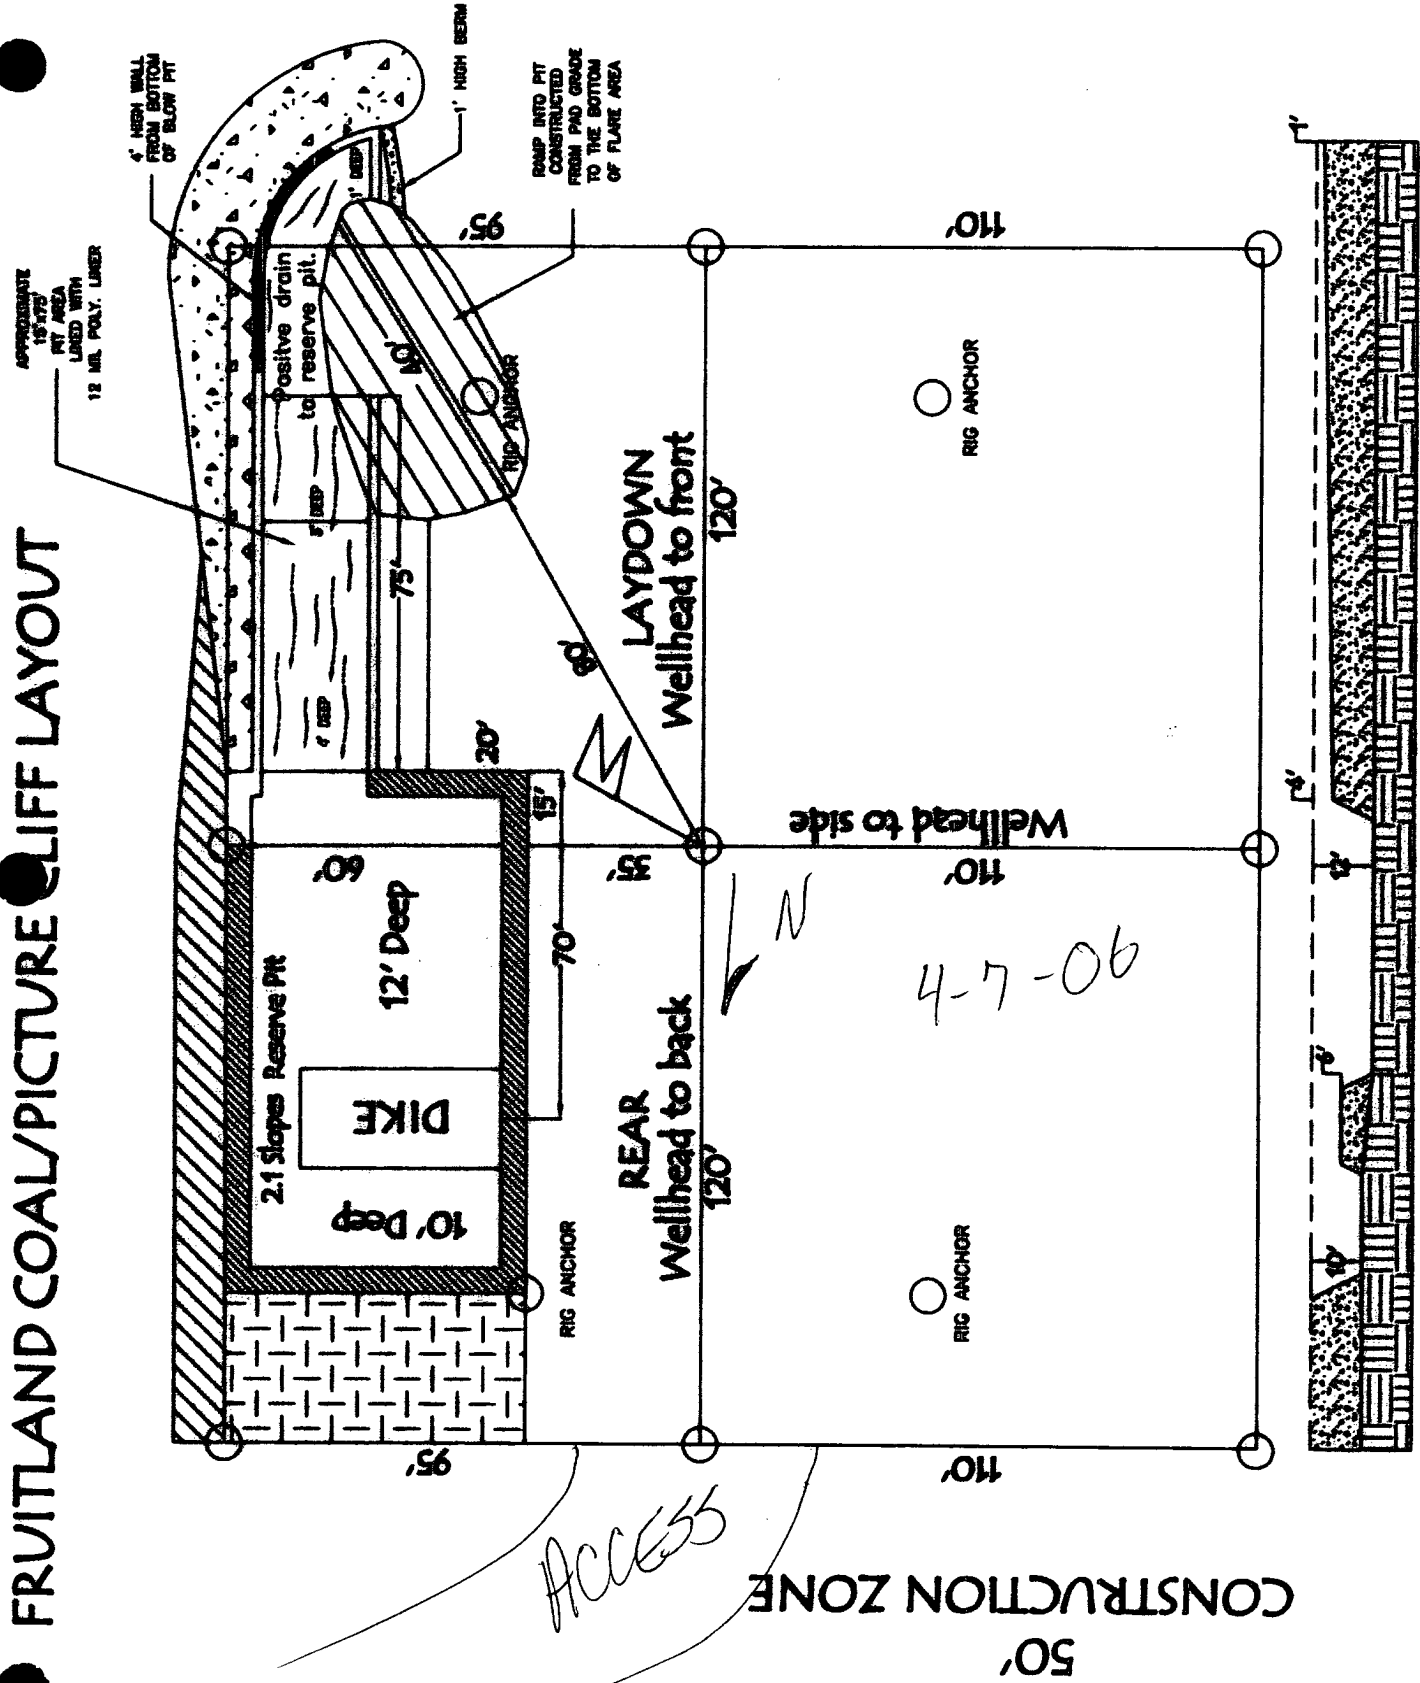 FRUITLAND COAL/PICTURE CLIFF LAYOUT
APPROXIMATE
15'x75'
PIT AREA
LINED WITH
12 MIL POLY. LINER
4' HIGH WALL
FROM BOTTOM
OF BLOW PIT
1' HIGH BERM
RAMP INTO PIT
CONSTRUCTED
FROM PAD GRADE
TO THE BOTTOM
OF FLARE AREA
1' DEEP
Positve drain
to reserve pit.
3' DEEP
4' DEEP
40'
RIG ANCHOR
95'
75'
80'
20'
15'
60'
35'
70'
2.1 Slopes Reserve Pit
12' Deep
DIKE
10' Deep
RIG ANCHOR
95'
LAYDOWN
Wellhead to front
120'
REAR
Wellhead to back
120'
Wellhead to side
110'
110'
110'
RIG ANCHOR
RIG ANCHOR
N
4-7-06
ACCESS
50'
CONSTRUCTION ZONE
1'
4'
12'
6'
10'